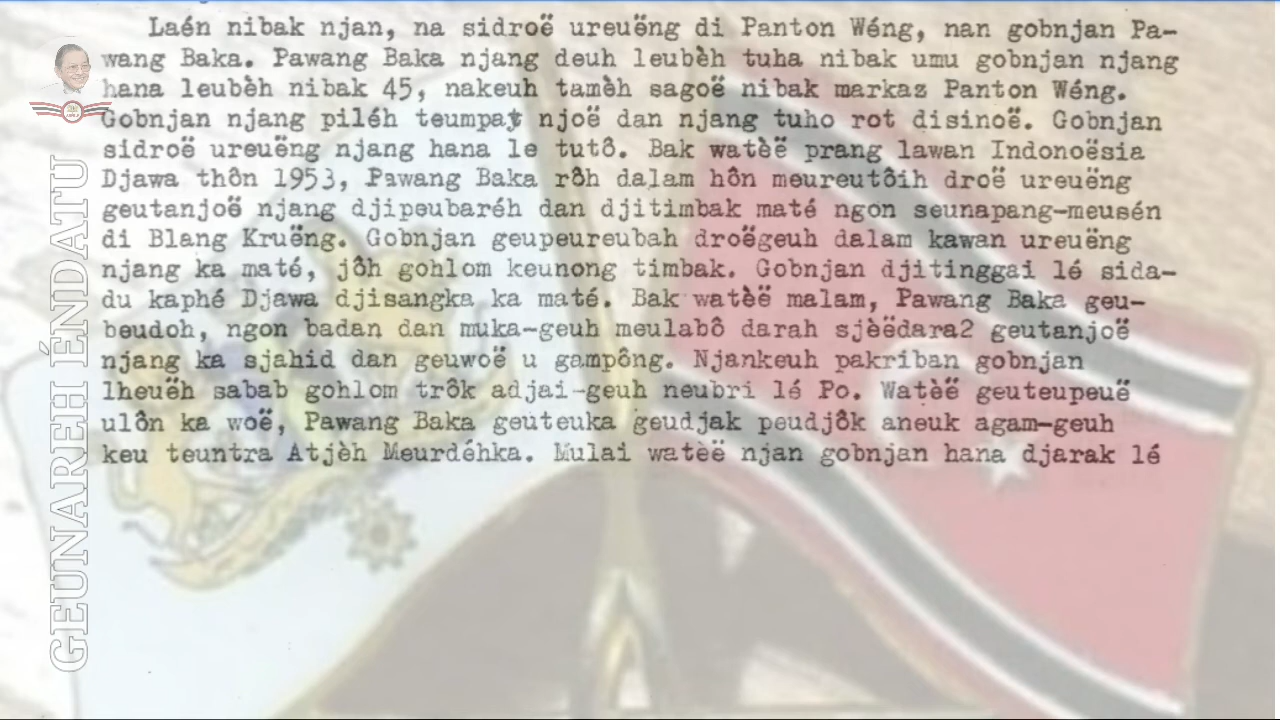 Laén nibak njan, na sidroë ureuëng di Panton Wéng, nan gobnjan Pa-
wang Baka. Pawang Baka njang deuh leubèh tuha nibak umu gobnjan njang
hana leubèh nibak 45, nakeuh tamèh sagoë nibak markaz Panton Wéng.
Gobnjan njang piléh teumpat njoë dan njang tuho rot disinoë. Gobnjan
sidroë ureuëng njang hana le tutô. Bak watèë prang lawan Indonoësia
Djawa thôn 1953, Pawang Baka rôh dalam hôn meureutôih droë ureuëng
geutanjoë njang djipeubaréh dan djitimbak maté ngon seunapang-meusén
di Blang Kruëng. Gobnjan geupeureubah droëgeuh dalam kawan ureuëng
njang ka maté, jôh gohlom keunong timbak. Gobnjan djitinggai lé sida-
du kaphé Djawa djisangka ka maté. Bak watèë malam, Pawang Baka geu-
beudoh, ngon badan dan muka-geuh meulabô darah sjèëdara2 geutanjoë
njang ka sjahid dan geuwoë u gampông. Njankeuh pakriban gobnjan
lheuëh sabab gohlom trôk adjai-geuh neubri lé Po. Watèë geuteupeuë
ulôn ka woë, Pawang Baka geuteuka geudjak peudjôk aneuk agam-geuh
keu teuntra Atjèh Meurdéhka. Mulai watèë njan gobnjan hana djarak lé
GEUNAREH ÉNDATU